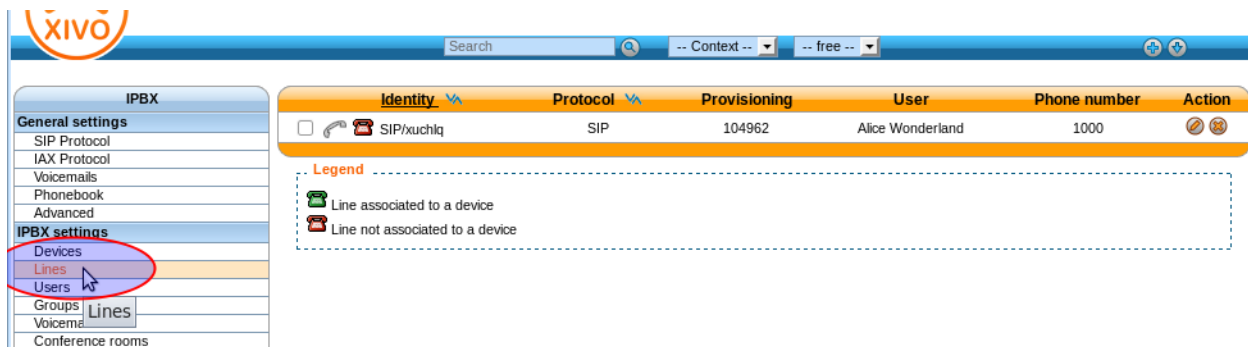 XIVO
Search
-- Context --
-- free --
IPBX
General settings
SIP Protocol
IAX Protocol
Voicemails
Phonebook
Advanced
IPBX settings
Devices
Lines
Users
Groups
Lines
Voicema
Conference rooms
Identity Protocol Provisioning User Phone number Action
SIP/xuchlq SIP 104962 Alice Wonderland 1000
Legend
Line associated to a device
Line not associated to a device